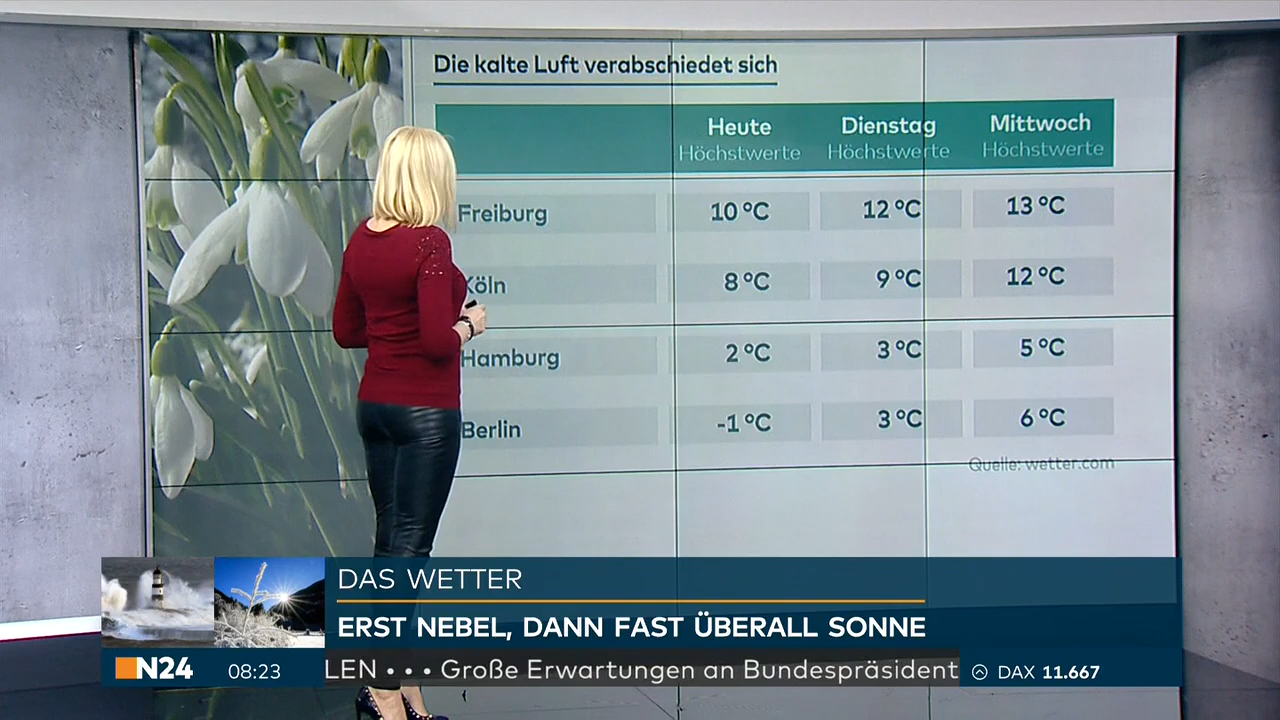 Die kalte Luft verabschiedet sich
Heute Dienstag Mittwoch
Höchstwerte Höchstwerte Höchstwerte
Freiburg 10 °C 12 °C 13 °C
Köln 8 °C 9 °C 12 °C
Hamburg 2 °C 3 °C 5 °C
Berlin -1 °C 3 °C 6 °C
Quelle: wetter.com
DAS WETTER
ERST NEBEL, DANN FAST ÜBERALL SONNE
N24 08:23 LEN • • • Große Erwartungen an Bundespräsident DAX 11.667